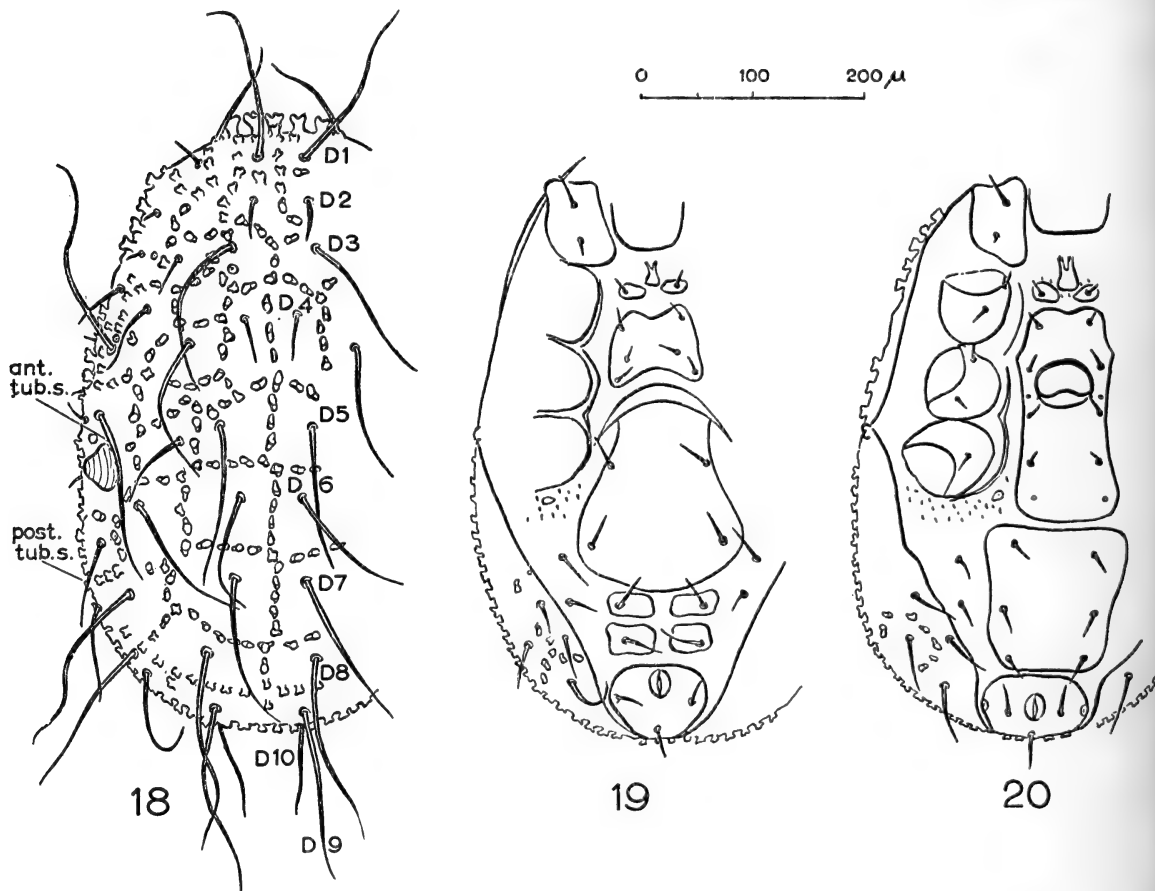 0 100 200 μ
D1
D2
D3
D4
ant.
tub.s.
D5
D 6
post.
tub.s.
D7
D8
D10
D 9
18
19
20